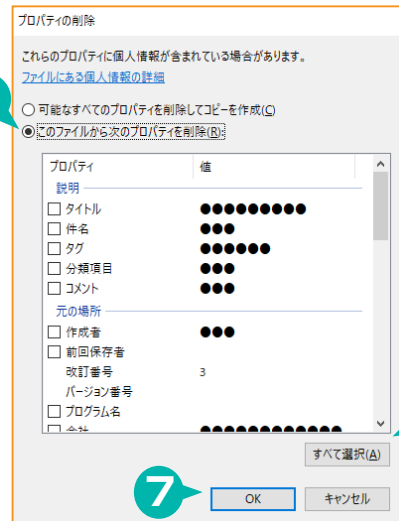 プロパティの削除
これらのプロパティに個人情報が含まれている場合があります。
ファイルにある個人情報の詳細
可能なすべてのプロパティを削除してコピーを作成(C)
このファイルから次のプロパティを削除(R):
プロパティ 値
説明
タイトル ●●●●●●●●●
件名 ●●●
タグ ●●●●●●
分類項目 ●●●
コメント ●●●
元の場所
作成者 ●●●
前回保存者
改訂番号 3
バージョン番号
プログラム名
会社 ●●●●●●●●●●●●
すべて選択(A)
7 OK キャンセル